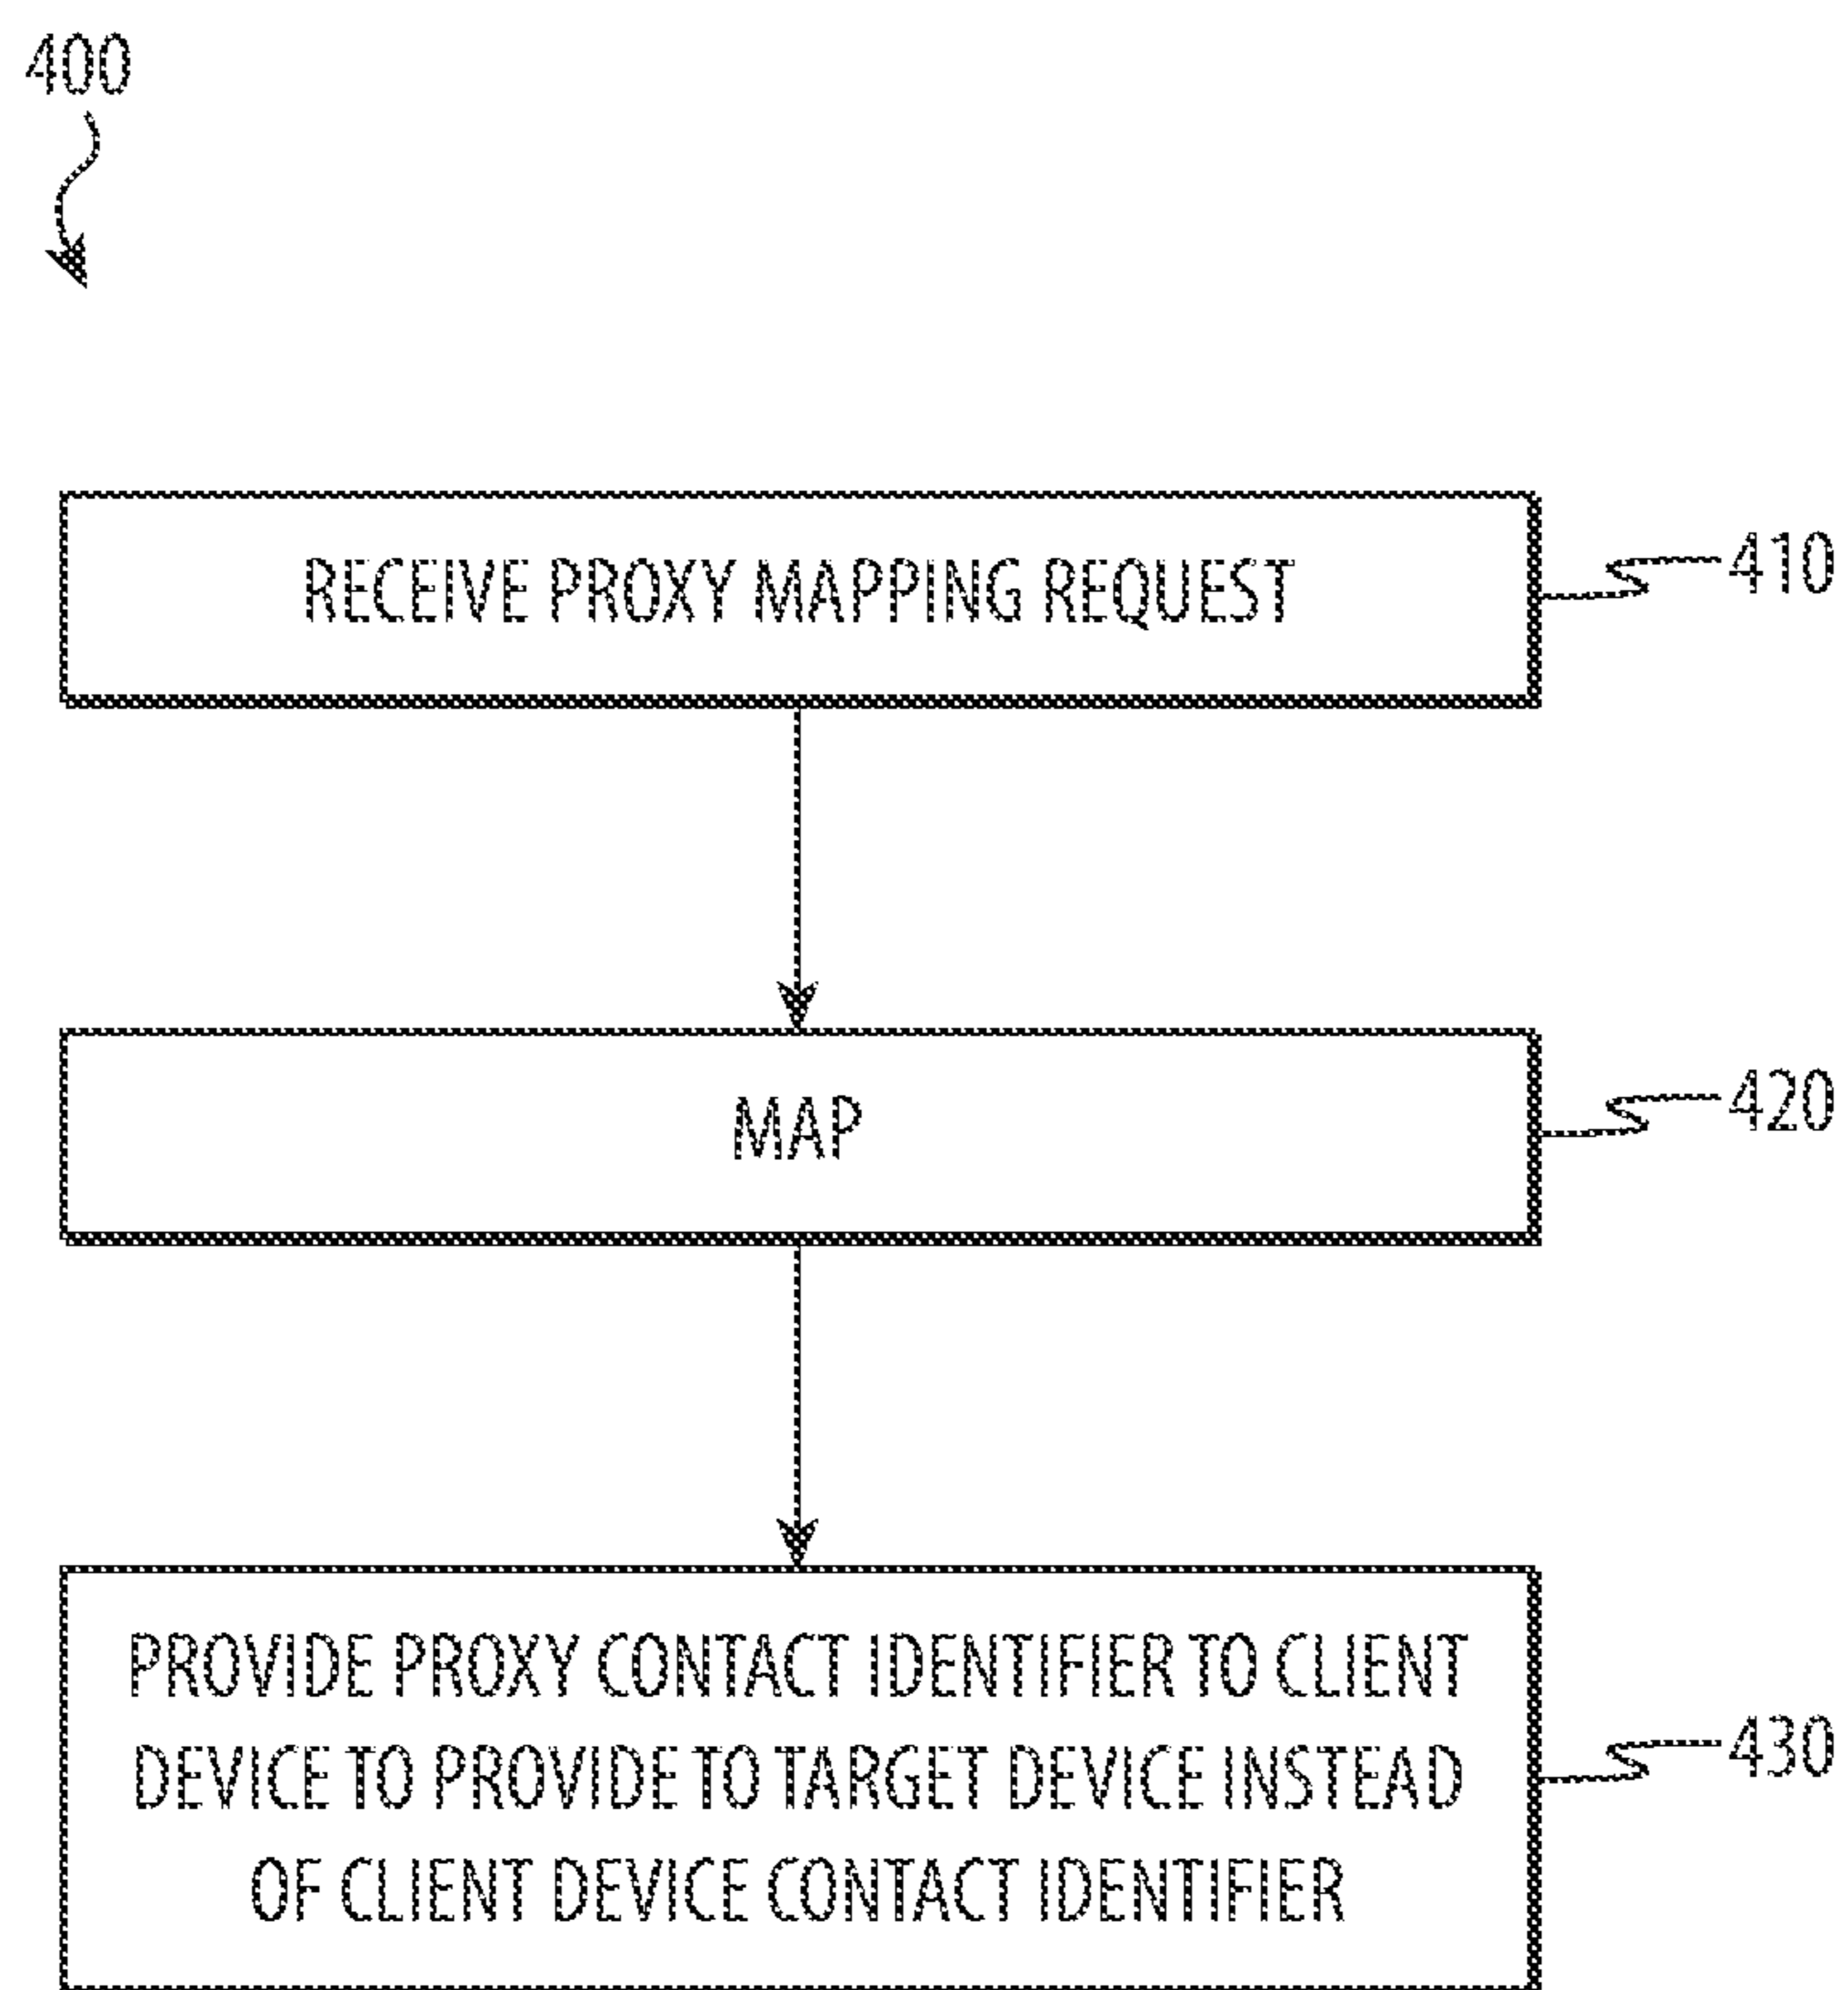 400
RECEIVE PROXY MAPPING REQUEST
410
MAP
420
PROVIDE PROXY CONTACT IDENTIFIER TO CLIENT
DEVICE TO PROVIDE TO TARGET DEVICE INSTEAD
OF CLIENT DEVICE CONTACT IDENTIFIER
430